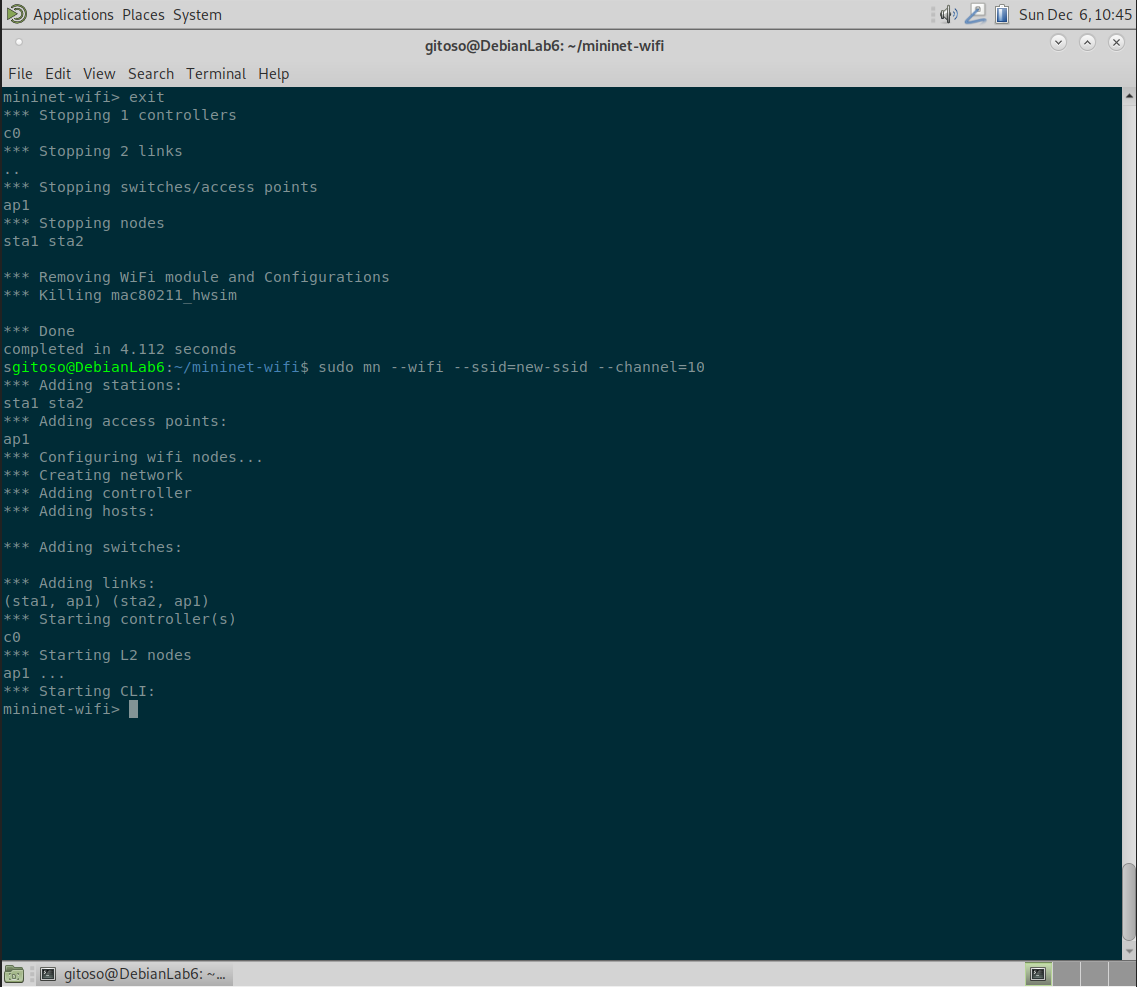 Applications Places System Sun Dec 6, 10:45
gitoso@DebianLab6: ~/mininet-wifi
File Edit View Search Terminal Help
mininet-wifi> exit
*** Stopping 1 controllers
c0
*** Stopping 2 links
..
*** Stopping switches/access points
ap1
*** Stopping nodes
sta1 sta2
*** Removing WiFi module and Configurations
*** Killing mac80211_hwsim
*** Done
completed in 4.112 seconds
sgitoso@DebianLab6:~/mininet-wifi$ sudo mn --wifi --ssid=new-ssid --channel=10
*** Adding stations:
sta1 sta2
*** Adding access points:
ap1
*** Configuring wifi nodes...
*** Creating network
*** Adding controller
*** Adding hosts:
*** Adding switches:
*** Adding links:
(sta1, ap1) (sta2, ap1)
*** Starting controller(s)
c0
*** Starting L2 nodes
ap1 ...
*** Starting CLI:
mininet-wifi>
gitoso@DebianLab6: ~...